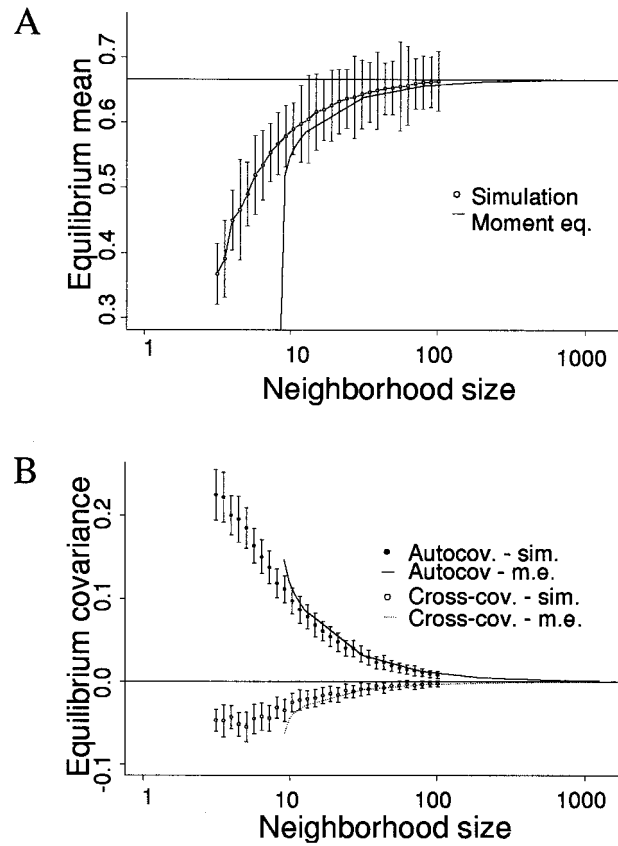 A
Equilibrium mean
0.7
0.6
0.5
0.4
0.3
Simulation
Moment eq.
1 10 100 1000
Neighborhood size
B
Equilibrium covariance
0.2
0.1
0.0
-0.1
Autocov. - sim.
Autocov - m.e.
Cross-cov. - sim.
Cross-cov. - m.e.
1 10 100 1000
Neighborhood size